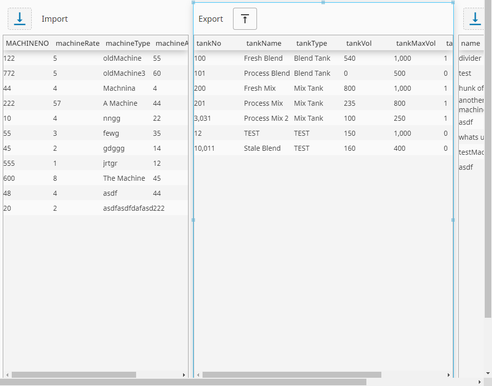 Import
MACHINENO machineRate machineType machineA
122 5 oldMachine 55
772 5 oldMachine3 60
44 4 Machnina 4
222 57 A Machine 44
10 4 nngg 22
55 3 fewg 35
45 2 gdggg 14
555 1 jrtgr 12
600 8 The Machine 45
48 4 asdf 44
20 2 asdfasdfdafasd222
Export
tankNo tankName tankType tankVol tankMaxVol ta
100 Fresh Blend Blend Tank 540 1,000 1
101 Process Blend Blend Tank 0 500 0
200 Fresh Mix Mix Tank 800 1,000 1
201 Process Mix Mix Tank 235 800 1
3,031 Process Mix 2 Mix Tank 100 250 1
12 TEST TEST 150 1,000 0
10,011 Stale Blend TEST 160 400 0
name
divider
test
hunk of
another
machine
asdf
whats u
testMac
asdf